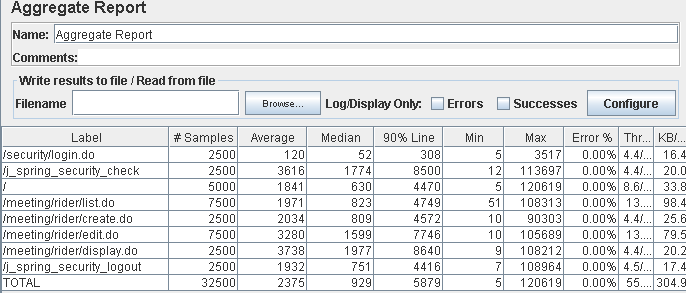 Aggregate Report
Name: Aggregate Report
Comments:
Write results to file / Read from file
Filename Browse... Log/Display Only: Errors Successes Configure
Label # Samples Average Median 90% Line Min Max Error % Thr... KB/...
/security/login.do 2500 120 52 308 5 3517 0.00% 4.4/... 16.4
/j_spring_security_check 2500 3616 1774 8500 12 113697 0.00% 4.4/... 20.0
/ 5000 1841 630 4470 5 120619 0.00% 8.6/... 33.8
/meeting/rider/list.do 7500 1971 823 4749 51 108313 0.00% 13.... 98.4
/meeting/rider/create.do 2500 2034 809 4572 10 90303 0.00% 4.4/... 25.6
/meeting/rider/edit.do 7500 3280 1599 7746 10 105689 0.00% 13.... 79.5
/meeting/rider/display.do 2500 3738 1977 8640 9 108212 0.00% 4.4/... 20.2
/j_spring_security_logout 2500 1932 751 4416 7 108964 0.00% 4.5/... 17.4
TOTAL 32500 2375 929 5879 5 120619 0.00% 55.... 304.9